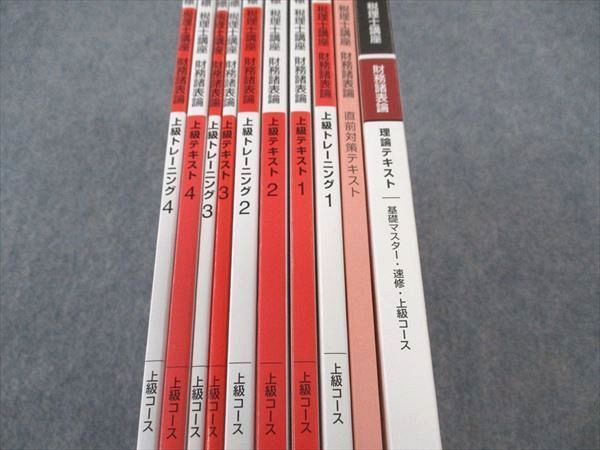 税理士講座 財務諸表論 上級トレーニング 4 上級コース
税理士講座 財務諸表論 上級テキスト 4 上級コース
税理士講座 財務諸表論 上級トレーニング 3 上級コース
税理士講座 財務諸表論 上級テキスト 3 上級コース
税理士講座 財務諸表論 上級トレーニング 2 上級コース
税理士講座 財務諸表論 上級テキスト 2 上級コース
税理士講座 財務諸表論 上級テキスト 1 上級コース
税理士講座 財務諸表論 上級トレーニング 1 上級コース
税理士講座 財務諸表論 直前対策テキスト
税理士講座 財務諸表論 理論テキスト 基礎マスター・速修・上級コース